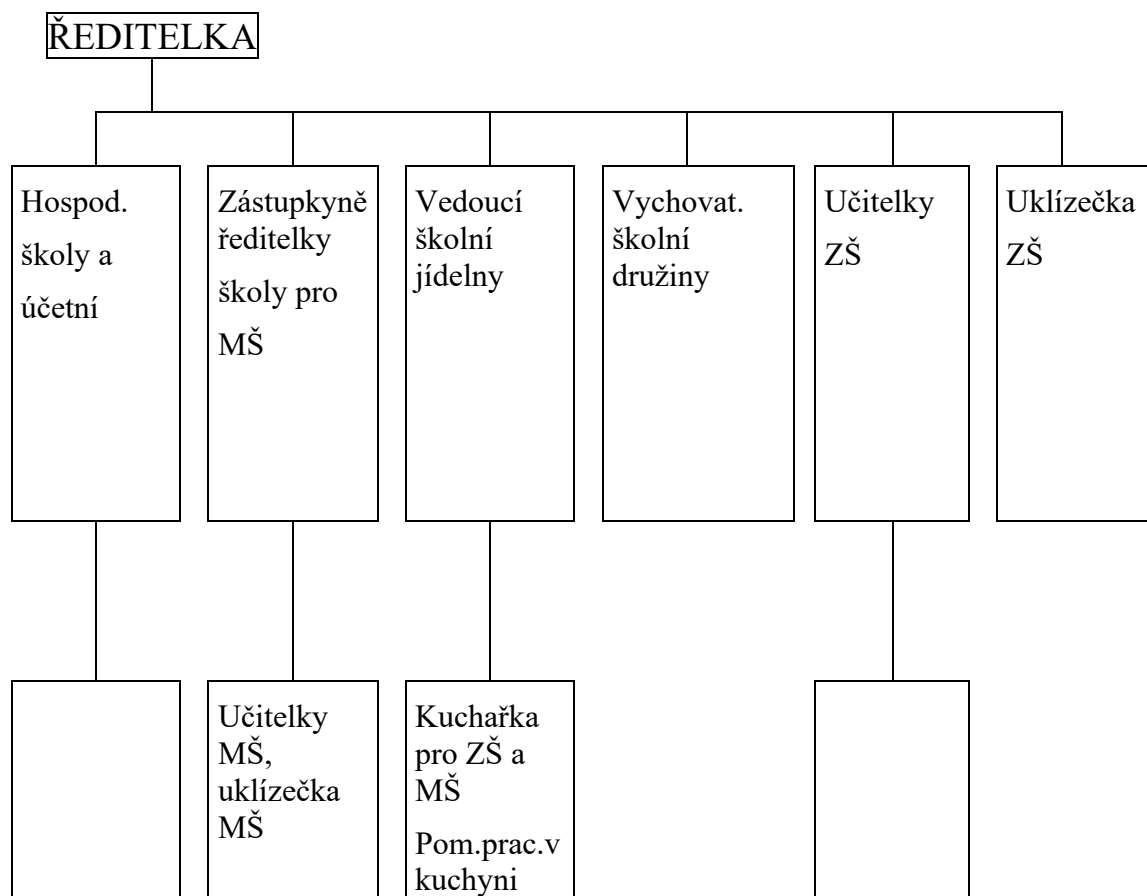 ŘEDITELKA
Hospod.
školy a
účetní
Zástupkyně
ředitelky
školy pro
MŠ
Vedoucí
školní
jídelny
Vychovat.
školní
družiny
Učitelky
ZŠ
Uklízečka
ZŠ
Učitelky
MŠ,
uklízečka
MŠ
Kuchařka
pro ZŠ a
MŠ
Pom.prac.v
kuchyni